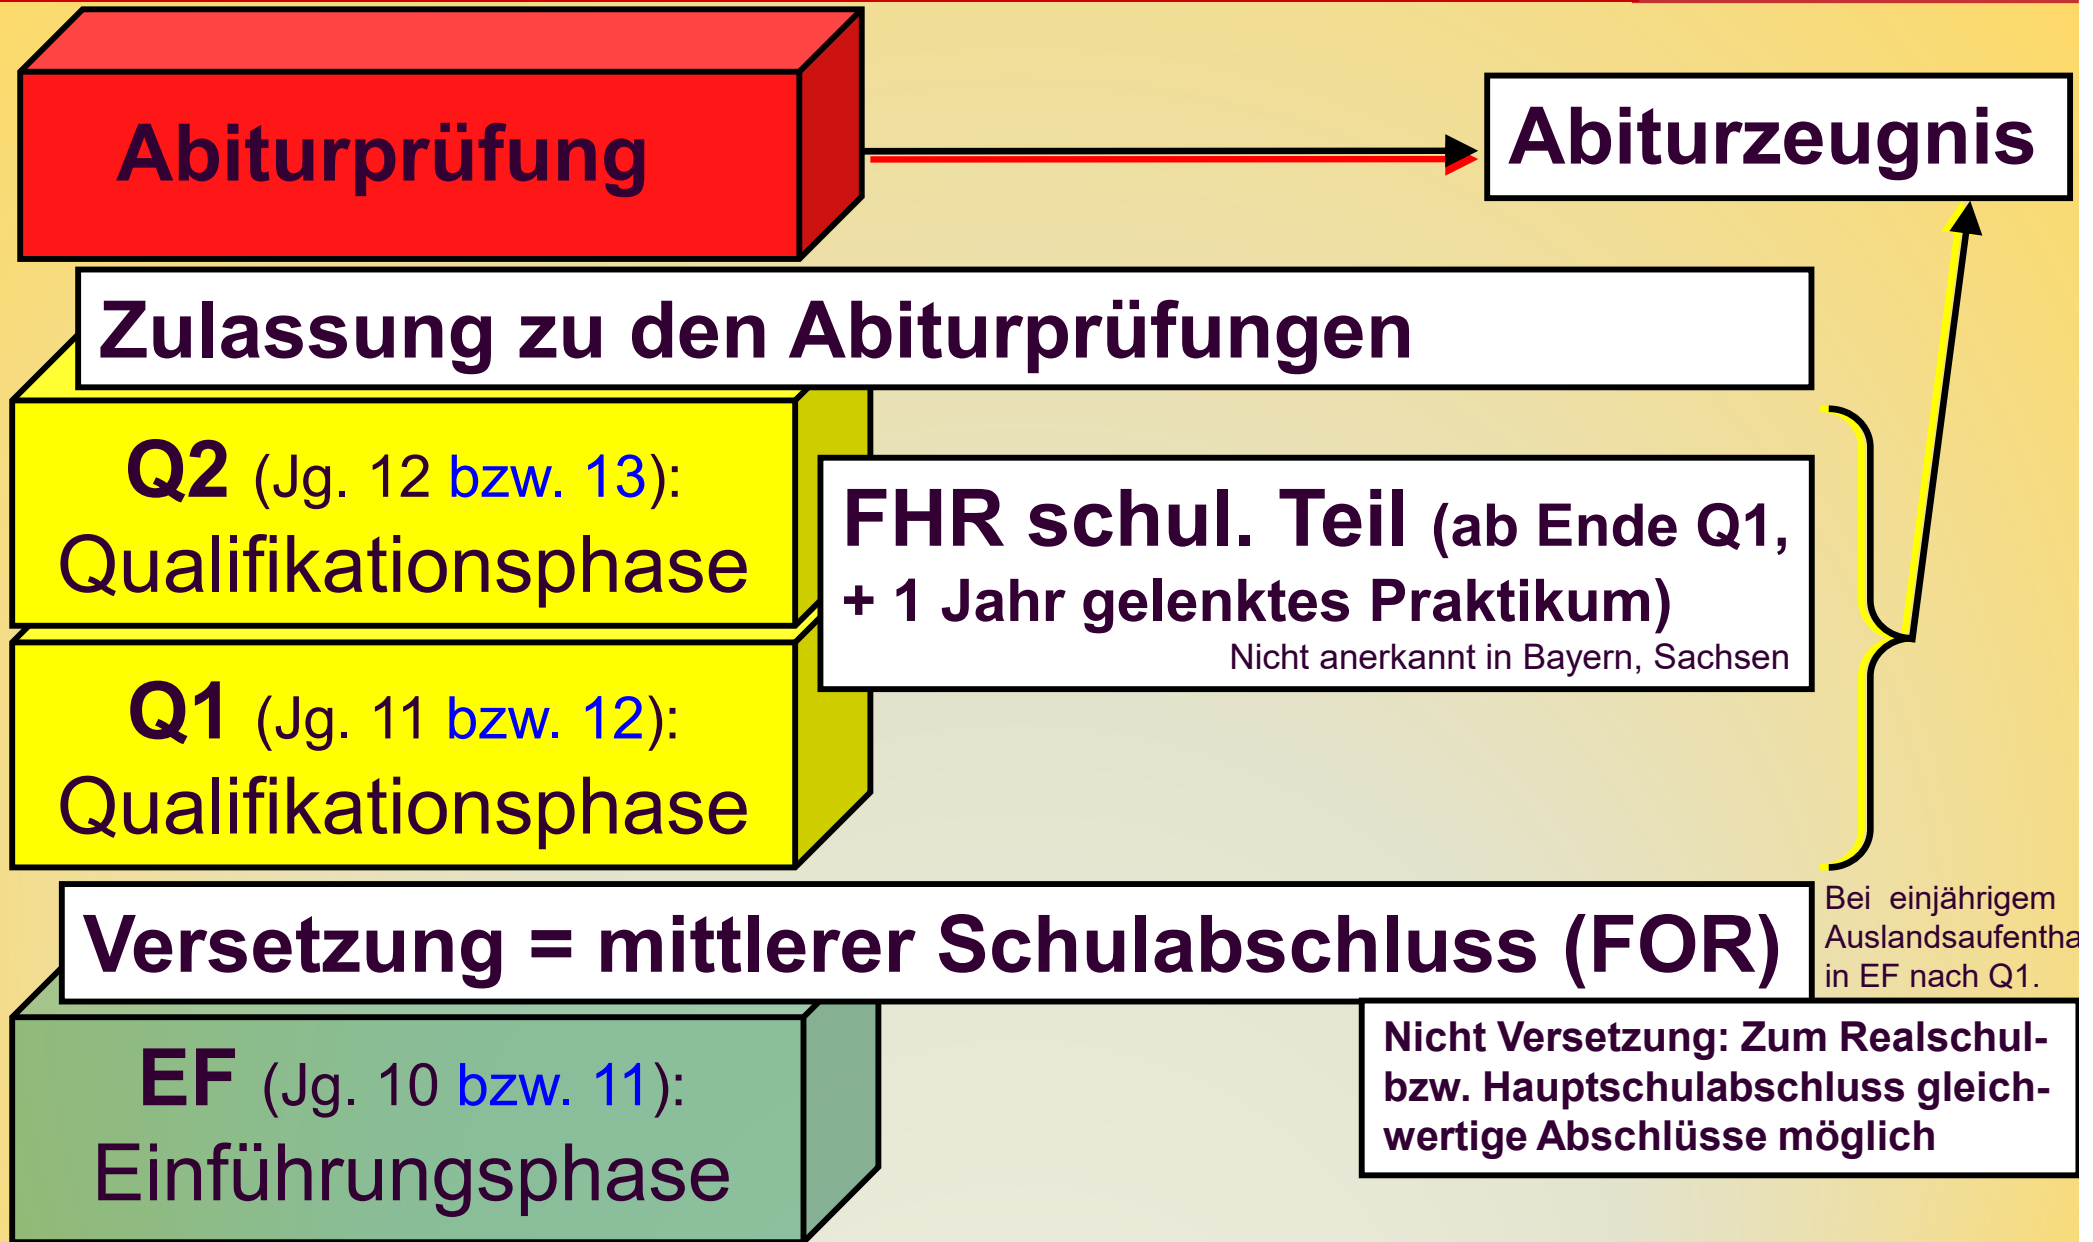 Abiturprüfung
Abiturzeugnis
Zulassung zu den Abiturprüfungen
Q2 (Jg. 12 bzw. 13):
Qualifikationsphase
FHR schul. Teil (ab Ende Q1,
+ 1 Jahr gelenktes Praktikum)
Nicht anerkannt in Bayern, Sachsen
Q1 (Jg. 11 bzw. 12):
Qualifikationsphase
Versetzung = mittlerer Schulabschluss (FOR)
Bei einjährigem
Auslandsaufentha
in EF nach Q1.
EF (Jg. 10 bzw. 11):
Einführungsphase
Nicht Versetzung: Zum Realschul-
bzw. Hauptschulabschluss gleich-
wertige Abschlüsse möglich